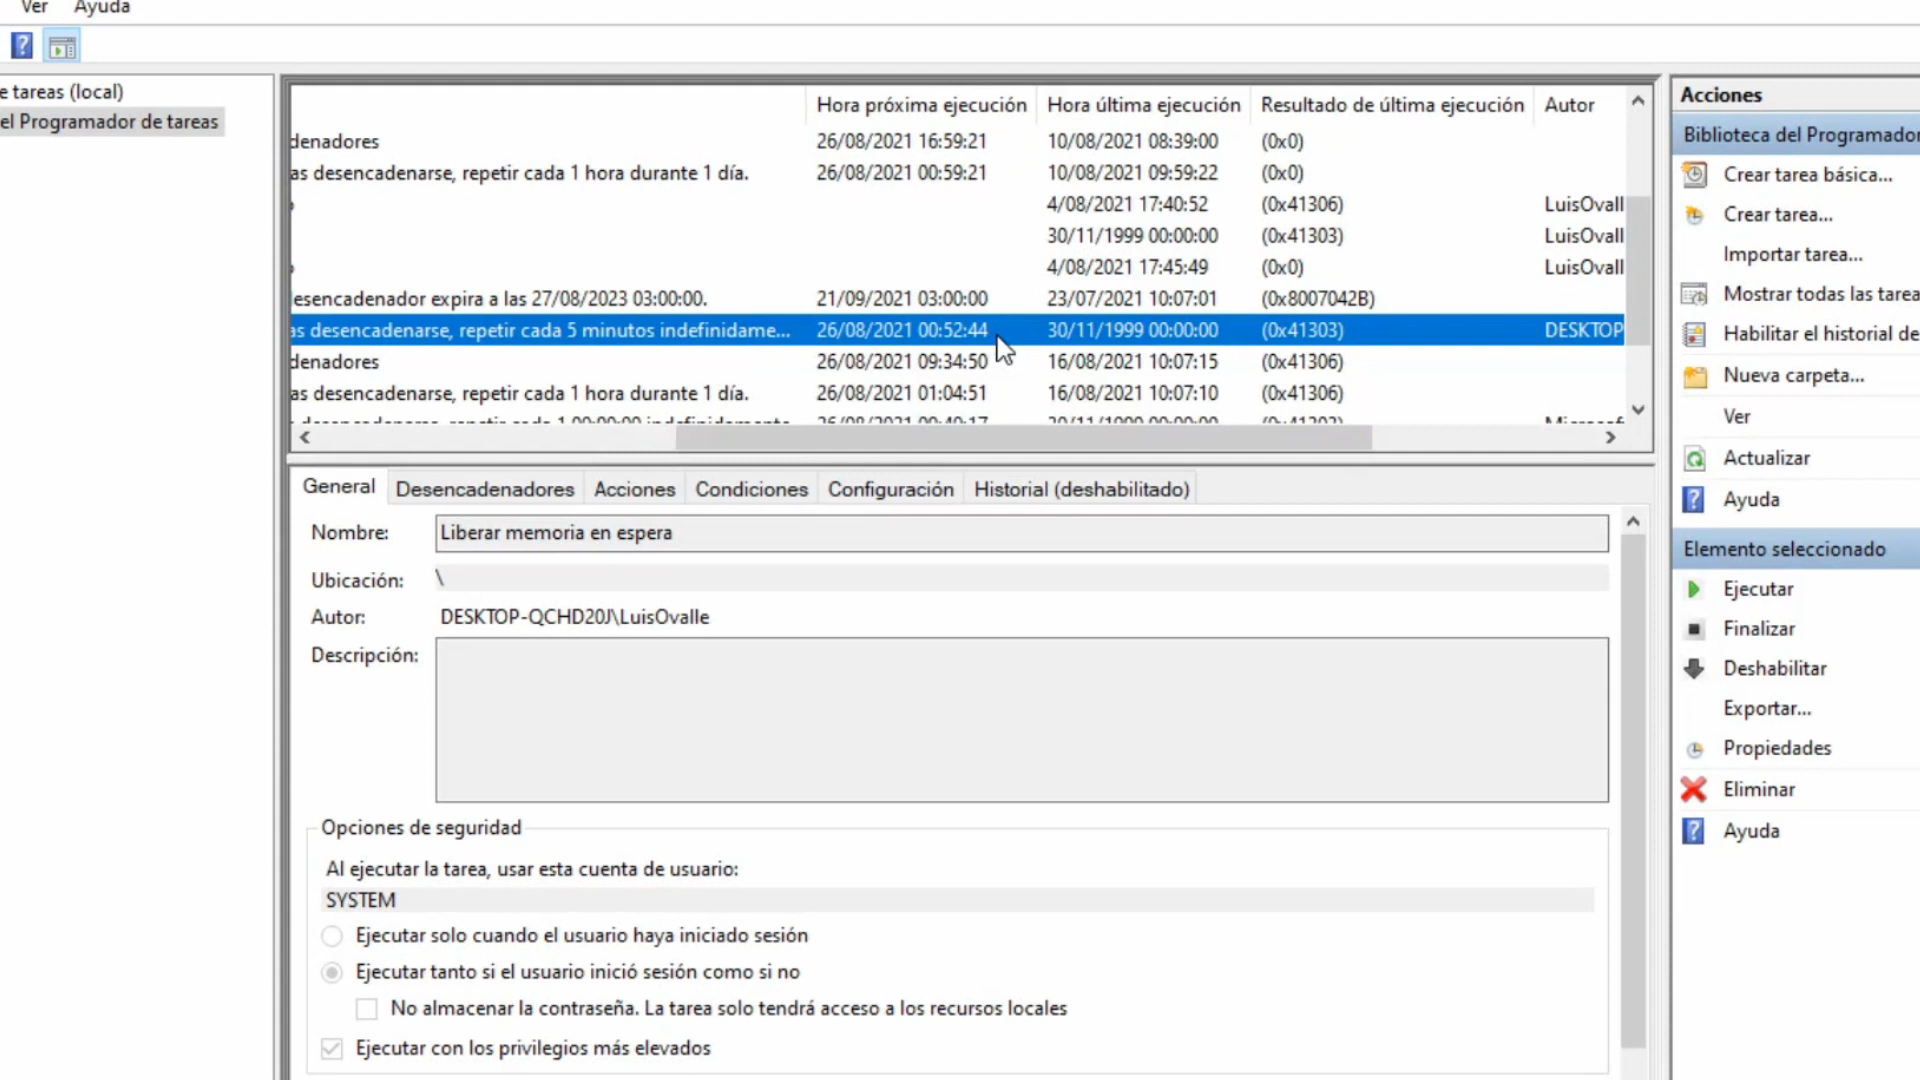 Ver Ayuda
e tareas (local)
el Programador de tareas
Hora próxima ejecución Hora última ejecución Resultado de última ejecución Autor
denadores 26/08/2021 16:59:21 10/08/2021 08:39:00 (0x0)
as desencadenarse, repetir cada 1 hora durante 1 día. 26/08/2021 00:59:21 10/08/2021 09:59:22 (0x0)
4/08/2021 17:40:52 (0x41306) LuisOvall
30/11/1999 00:00:00 (0x41303) LuisOvall
4/08/2021 17:45:49 (0x0) LuisOvall
esencadenador expira a las 27/08/2023 03:00:00. 21/09/2021 03:00:00 23/07/2021 10:07:01 (0x8007042B)
as desencadenarse, repetir cada 5 minutos indefinidame... 26/08/2021 00:52:44 30/11/1999 00:00:00 (0x41303) DESKTOP
denadores 26/08/2021 09:34:50 16/08/2021 10:07:15 (0x41306)
as desencadenarse, repetir cada 1 hora durante 1 día. 26/08/2021 01:04:51 16/08/2021 10:07:10 (0x41306)
General Desencadenadores Acciones Condiciones Configuración Historial (deshabilitado)
Nombre: Liberar memoria en espera
Ubicación: \
Autor: DESKTOP-QCHD20J\LuisOvalle
Descripción:
Opciones de seguridad
Al ejecutar la tarea, usar esta cuenta de usuario:
SYSTEM
Ejecutar solo cuando el usuario haya iniciado sesión
Ejecutar tanto si el usuario inició sesión como si no
No almacenar la contraseña. La tarea solo tendrá acceso a los recursos locales
Ejecutar con los privilegios más elevados
Acciones
Biblioteca del Programador
Crear tarea básica...
Crear tarea...
Importar tarea...
Mostrar todas las tarea
Habilitar el historial de
Nueva carpeta...
Ver
Actualizar
Ayuda
Elemento seleccionado
Ejecutar
Finalizar
Deshabilitar
Exportar...
Propiedades
Eliminar
Ayuda